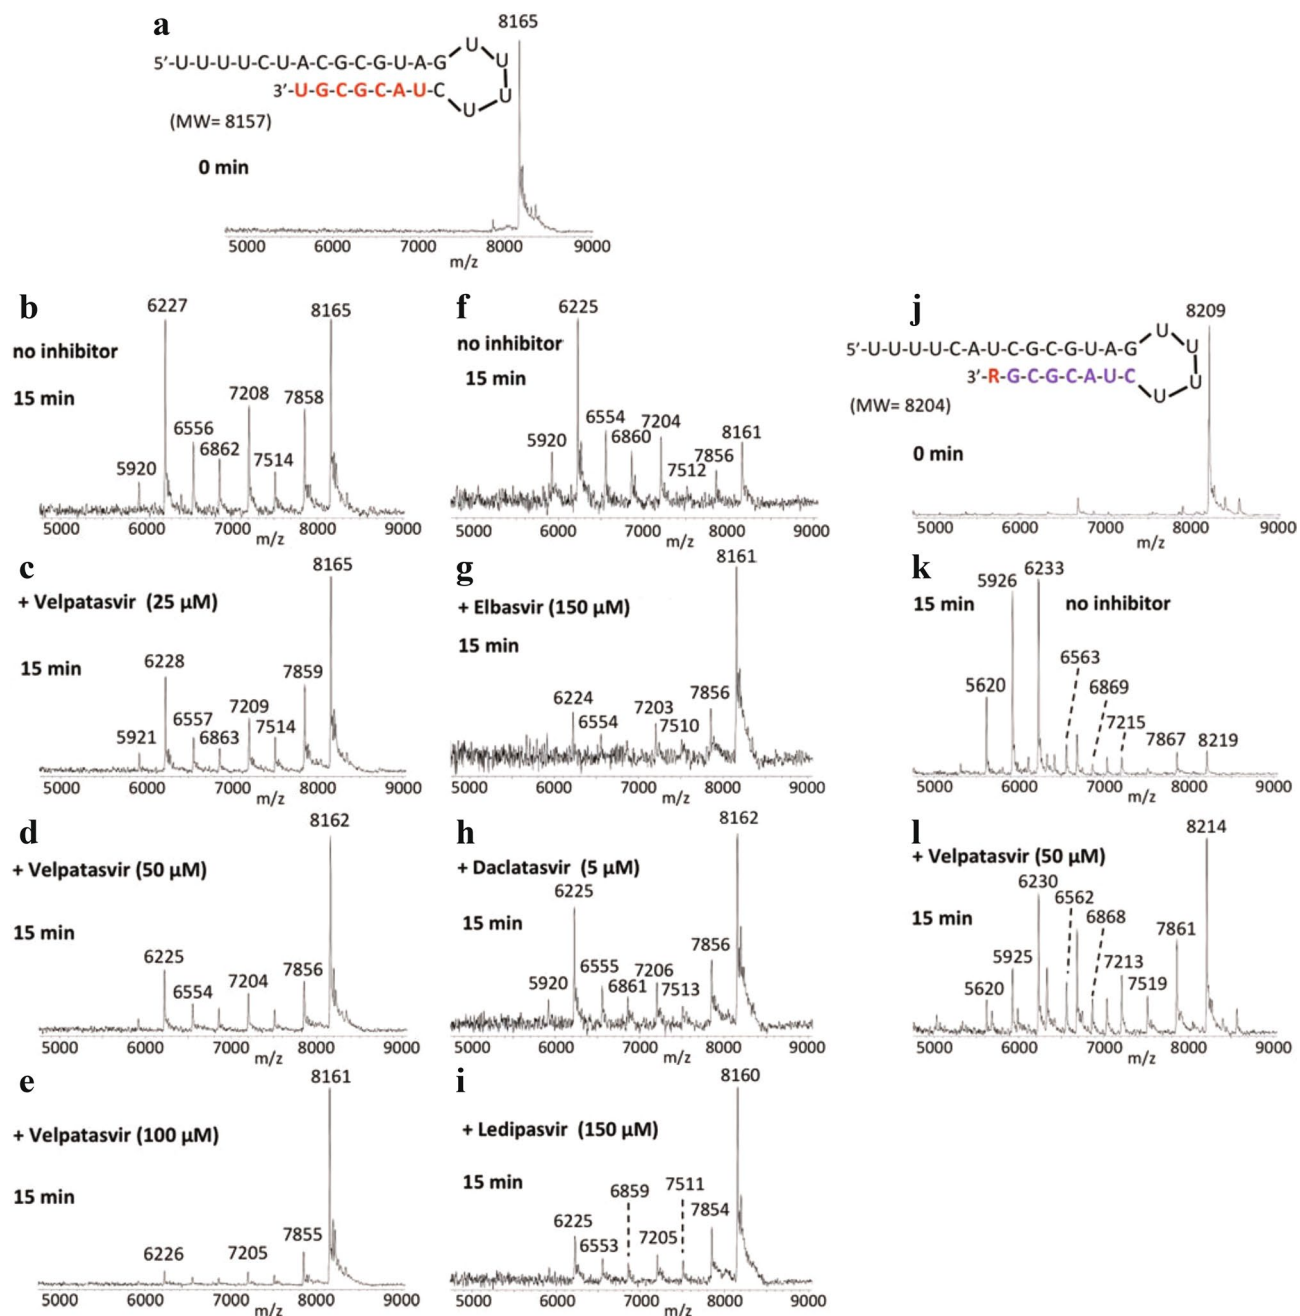 a
8165
5'-U-U-U-U-C-U-A-C-G-C-G-U-A-G
U
U
U
U
3'-U-G-C-G-C-A-U-C
(MW= 8157)
0 min
5000 6000 7000 8000 9000
m/z
b
no inhibitor
15 min
5920
6227
6556
6862
7208
7514
7858
8165
5000 6000 7000 8000 9000
m/z
f
no inhibitor
15 min
5920
6225
6554
6860
7204
7512
7856
8161
5000 6000 7000 8000 9000
m/z
j
8209
5'-U-U-U-U-C-A-U-C-G-C-G-U-A-G
U
U
U
U
3'-R-G-C-G-C-A-U-C
(MW= 8204)
0 min
5000 6000 7000 8000 9000
m/z
c
+ Velpatasvir (25 μM)
15 min
5921
6228
6557
6863
7209
7514
7859
8165
5000 6000 7000 8000 9000
m/z
g
+ Elbasvir (150 μM)
15 min
6224
6554
7203
7510
7856
8161
5000 6000 7000 8000 9000
m/z
k
15 min
no inhibitor
5620
5926
6233
6563
6869
7215
7867
8219
5000 6000 7000 8000 9000
m/z
d
+ Velpatasvir (50 μM)
15 min
6225
6554
7204
7856
8162
5000 6000 7000 8000 9000
m/z
h
+ Daclatasvir (5 μM)
15 min
5920
6225
6555
6861
7206
7513
7856
8162
5000 6000 7000 8000 9000
m/z
l
+ Velpatasvir (50 μM)
15 min
5620
5925
6230
6562
6868
7213
7519
7861
8214
5000 6000 7000 8000 9000
m/z
e
+ Velpatasvir (100 μM)
15 min
6226
7205
7855
8161
5000 6000 7000 8000 9000
m/z
i
+ Ledipasvir (150 μM)
15 min
6225
6553
6859
7205
7511
7854
8160
5000 6000 7000 8000 9000
m/z